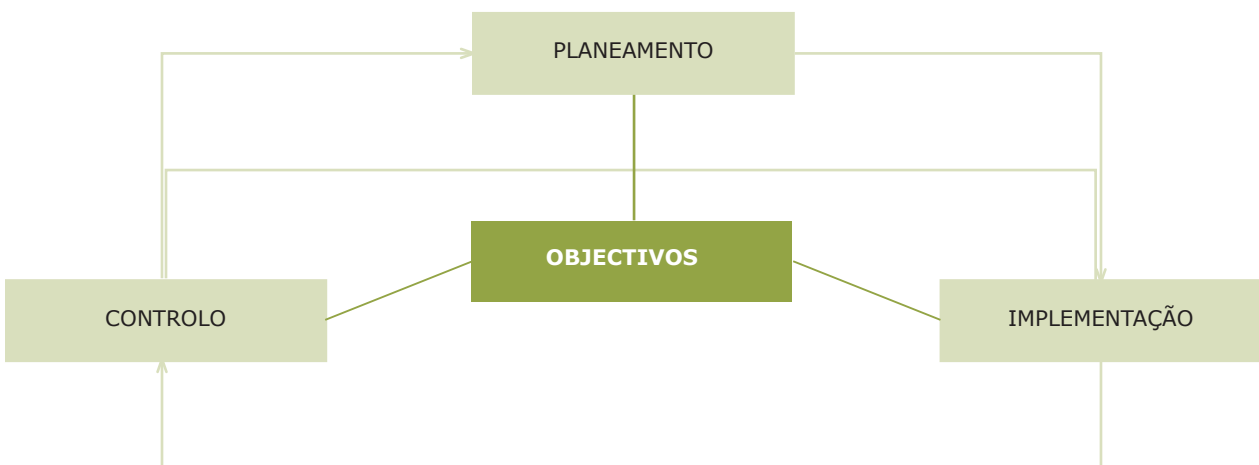 PLANEAMENTO
OBJECTIVOS
CONTROLO
IMPLEMENTAÇÃO